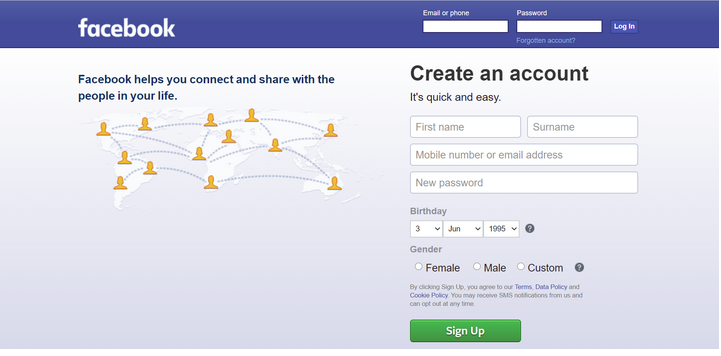 facebook
Email or phone
Password
Log In
Forgotten account?
Facebook helps you connect and share with the
people in your life.
Create an account
It's quick and easy.
First name
Surname
Mobile number or email address
New password
Birthday
3
Jun
1995
?
Gender
Female
Male
Custom
?
By clicking Sign Up, you agree to our Terms, Data Policy and
Cookie Policy. You may receive SMS notifications from us and
can opt out at any time.
Sign Up